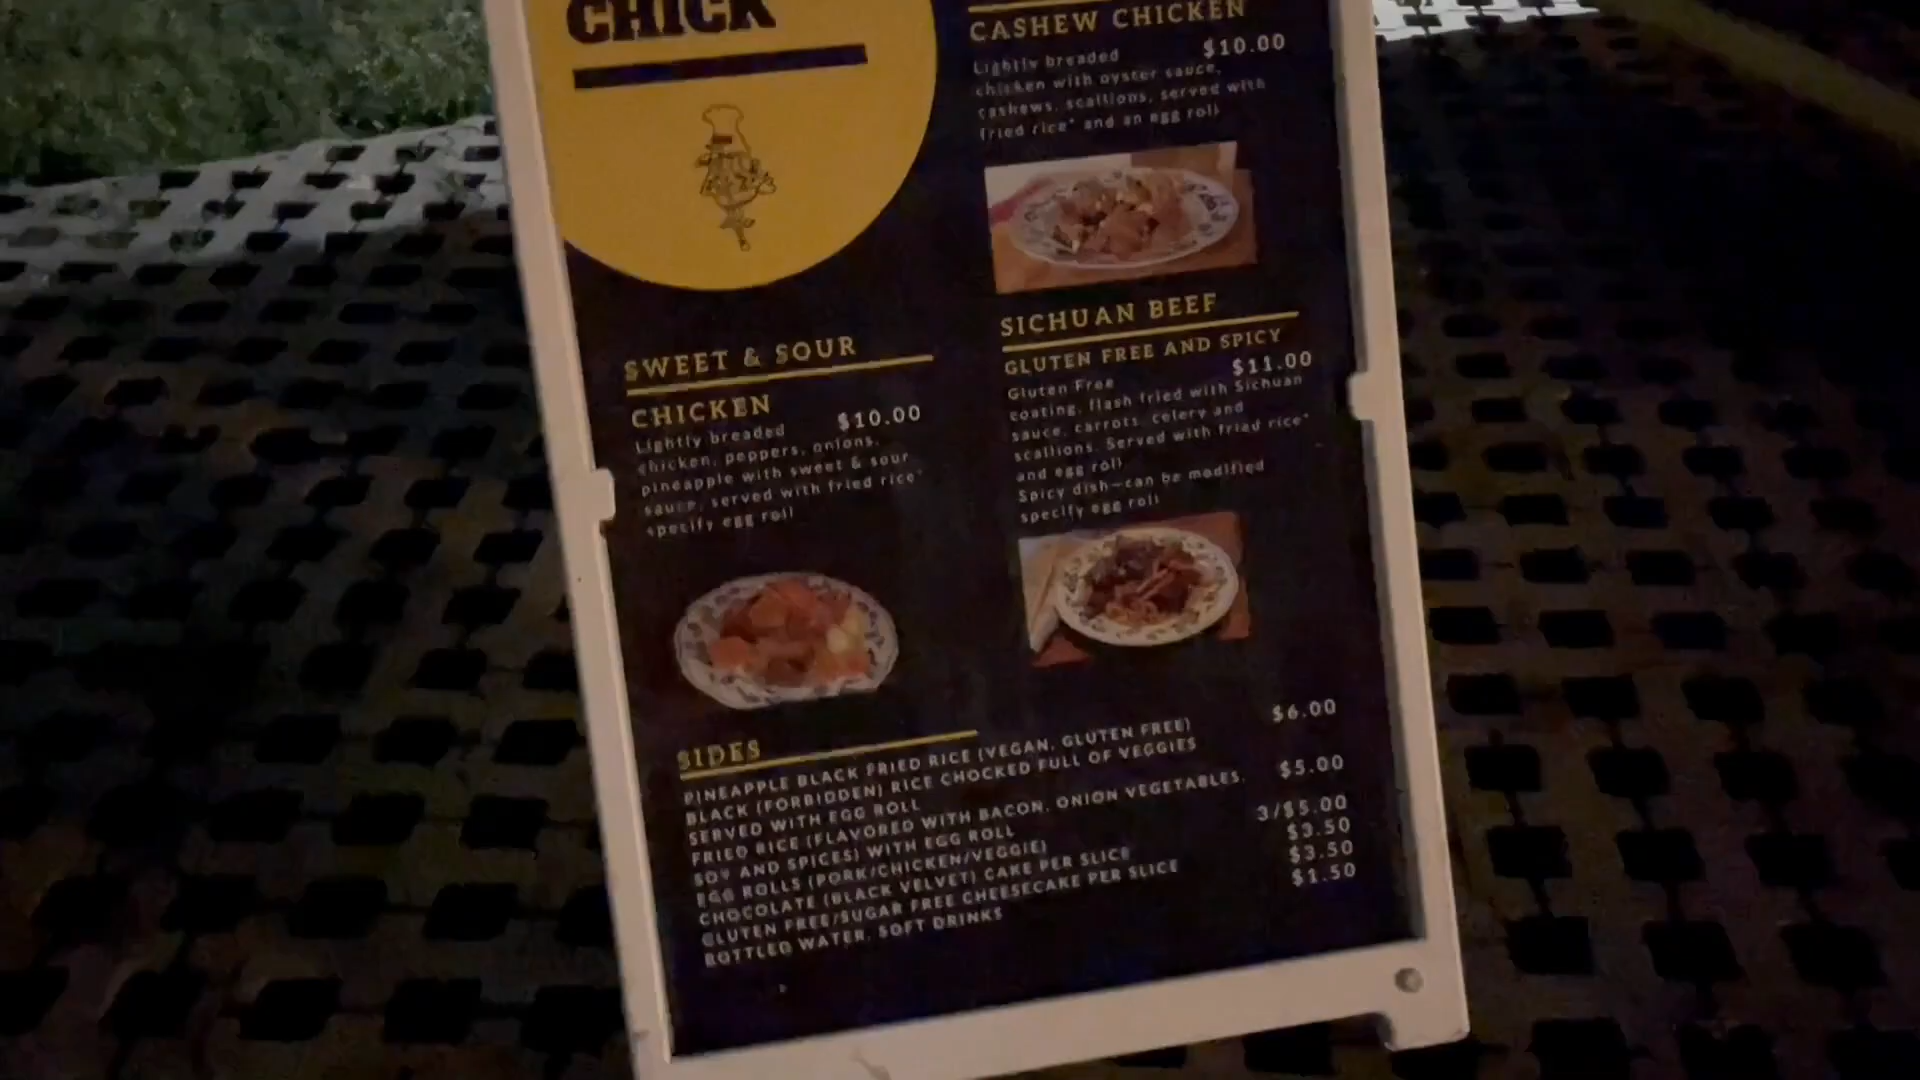 CHICK
CASHEW CHICKEN
$10.00
Lightly breaded
chicken with oyster sauce,
cashews, scallions, served with
fried rice* and an egg roll
SWEET & SOUR
CHICKEN
$10.00
Lightly breaded
chicken, peppers, onions,
pineapple with sweet & sour
sauce, served with fried rice*
specify egg roll
SICHUAN BEEF
GLUTEN FREE AND SPICY
$11.00
Gluten Free
coating, flash fried with Sichuan
sauce, carrots, celery and
scallions. Served with fried rice*
and egg roll
Spicy dish—can be modified
specify egg roll
SIDES
PINEAPPLE BLACK FRIED RICE (VEGAN, GLUTEN FREE) $6.00
BLACK (FORBIDDEN) RICE CHOCKED FULL OF VEGGIES
SERVED WITH EGG ROLL
FRIED RICE (FLAVORED WITH BACON, ONION VEGETABLES, $5.00
SOY AND SPICES) WITH EGG ROLL
EGG ROLLS (PORK/CHICKEN/VEGGIE) 3/$5.00
CHOCOLATE (BLACK VELVET) CAKE PER SLICE $3.50
GLUTEN FREE/SUGAR FREE CHEESECAKE PER SLICE $3.50
BOTTLED WATER, SOFT DRINKS $1.50